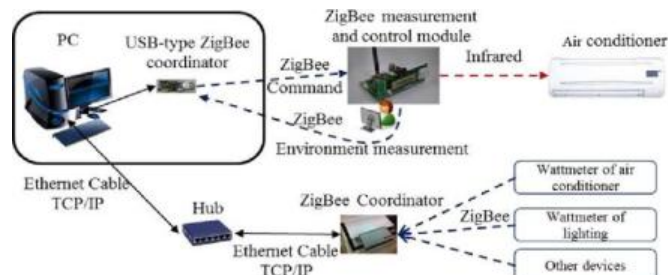 PC
USB-type ZigBee
coordinator
ZigBee measurement
and control module
Air conditioner
ZigBee
Command
Infrared
ZigBee
Environment measurement
Ethernet Cable
TCP/IP
Hub
ZigBee Coordinator
Ethernet Cable
TCP/IP
ZigBee
Wattmeter of air
conditioner
Wattmeter of
lighting
Other devices